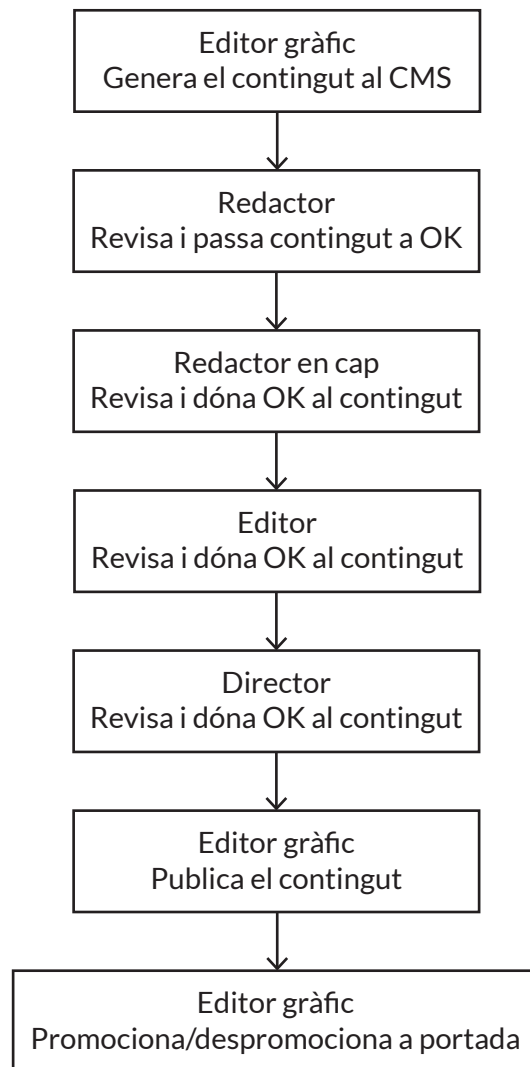 Editor gràfic
Genera el contingut al CMS
Redactor
Revisa i passa contingut a OK
Redactor en cap
Revisa i dóna OK al contingut
Editor
Revisa i dóna OK al contingut
Director
Revisa i dóna OK al contingut
Editor gràfic
Publica el contingut
Editor gràfic
Promociona/despromociona a portada